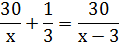 30/x + 1/3 = 30/(x − 3)